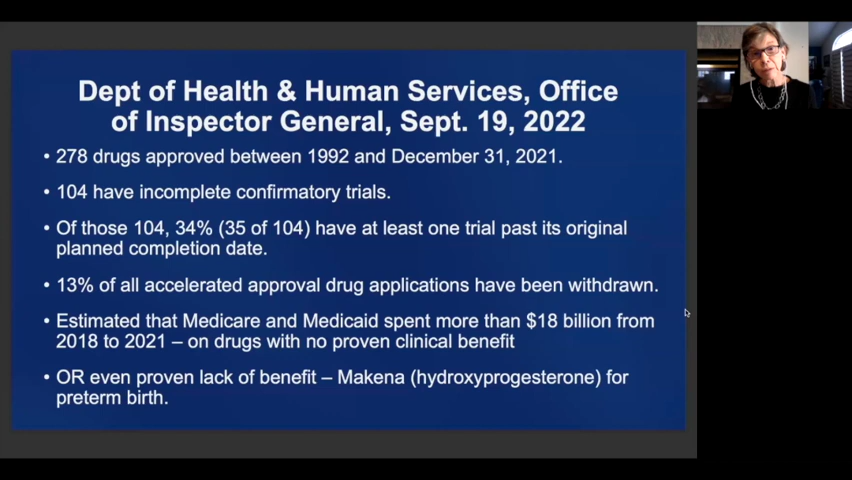 Dept of Health & Human Services, Office
of Inspector General, Sept. 19, 2022
• 278 drugs approved between 1992 and December 31, 2021.
• 104 have incomplete confirmatory trials.
• Of those 104, 34% (35 of 104) have at least one trial past its original
planned completion date.
• 13% of all accelerated approval drug applications have been withdrawn.
• Estimated that Medicare and Medicaid spent more than $18 billion from
2018 to 2021 – on drugs with no proven clinical benefit
• OR even proven lack of benefit – Makena (hydroxyprogesterone) for
preterm birth.